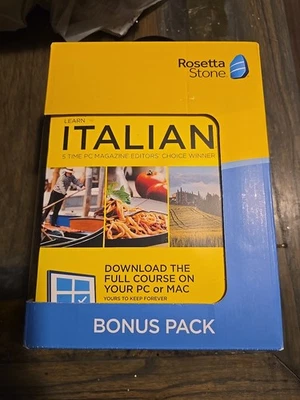 Rosetta
Stone
LEARN
ITALIAN
5 TIME PC MAGAZINE EDITORS' CHOICE WINNER
DOWNLOAD THE
FULL COURSE ON
YOUR PC or MAC
YOURS TO KEEP FOREVER
BONUS PACK